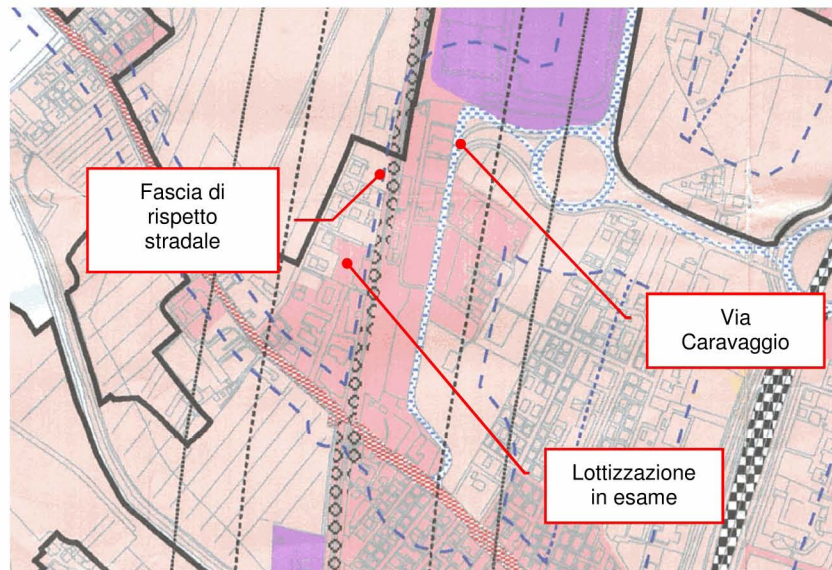 Fascia di
rispetto
stradale
Via
Caravaggio
Lottizzazione
in esame